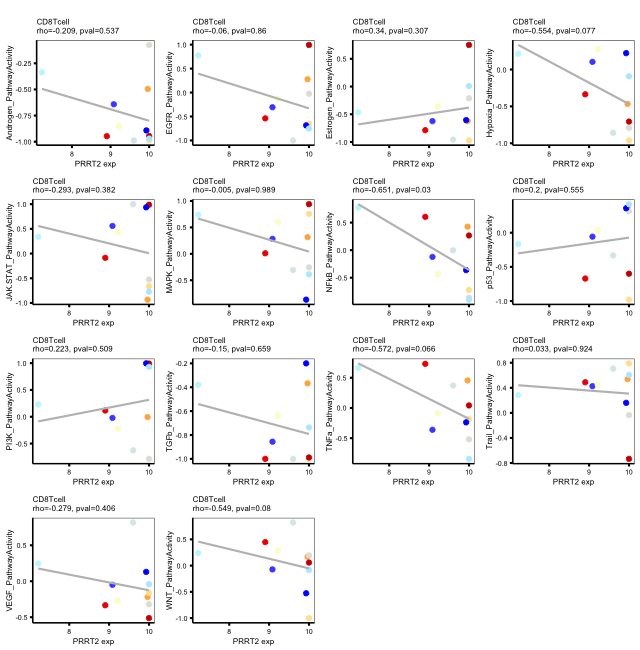 CD8Tcell
rho=-0.209, pval=0.537
Androgen_PathwayActivity
-0.25
-0.50
-0.75
-1.00
8
9
10
PRRT2 exp
CD8Tcell
rho=-0.06, pval=0.86
EGFR_PathwayActivity
1.0
0.5
0.0
-0.5
-1.0
8
9
10
PRRT2 exp
CD8Tcell
rho=0.34, pval=0.307
Estrogen_PathwayActivity
0.5
0.0
-0.5
-1.0
8
9
10
PRRT2 exp
CD8Tcell
rho=-0.554, pval=0.077
Hypoxia_PathwayActivity
0.0
-0.5
-1.0
8
9
10
PRRT2 exp
CD8Tcell
rho=-0.293, pval=0.382
JAK.STAT_PathwayActivity
1.0
0.5
0.0
-0.5
-1.0
8
9
10
PRRT2 exp
CD8Tcell
rho=-0.005, pval=0.989
MAPK_PathwayActivity
1.0
0.5
0.0
-0.5
8
9
10
PRRT2 exp
CD8Tcell
rho=-0.651, pval=0.03
NFkB_PathwayActivity
0.5
0.0
-0.5
8
9
10
PRRT2 exp
CD8Tcell
rho=0.2, pval=0.555
p53_PathwayActivity
0.0
-0.5
-1.0
8
9
10
PRRT2 exp
CD8Tcell
rho=0.223, pval=0.509
PI3K_PathwayActivity
1.0
0.5
0.0
-0.5
8
9
10
PRRT2 exp
CD8Tcell
rho=-0.15, pval=0.659
TGFb_PathwayActivity
-0.2
-0.4
-0.6
-0.8
-1.0
8
9
10
PRRT2 exp
CD8Tcell
rho=-0.572, pval=0.066
TNFa_PathwayActivity
0.5
0.0
-0.5
8
9
10
PRRT2 exp
CD8Tcell
rho=0.033, pval=0.924
Trail_PathwayActivity
0.8
0.4
0.0
-0.4
-0.8
8
9
10
PRRT2 exp
CD8Tcell
rho=-0.279, pval=0.406
VEGF_PathwayActivity
0.5
0.0
-0.5
8
9
10
PRRT2 exp
CD8Tcell
rho=-0.549, pval=0.08
WNT_PathwayActivity
1.0
0.5
0.0
-0.5
-1.0
8
9
10
PRRT2 exp